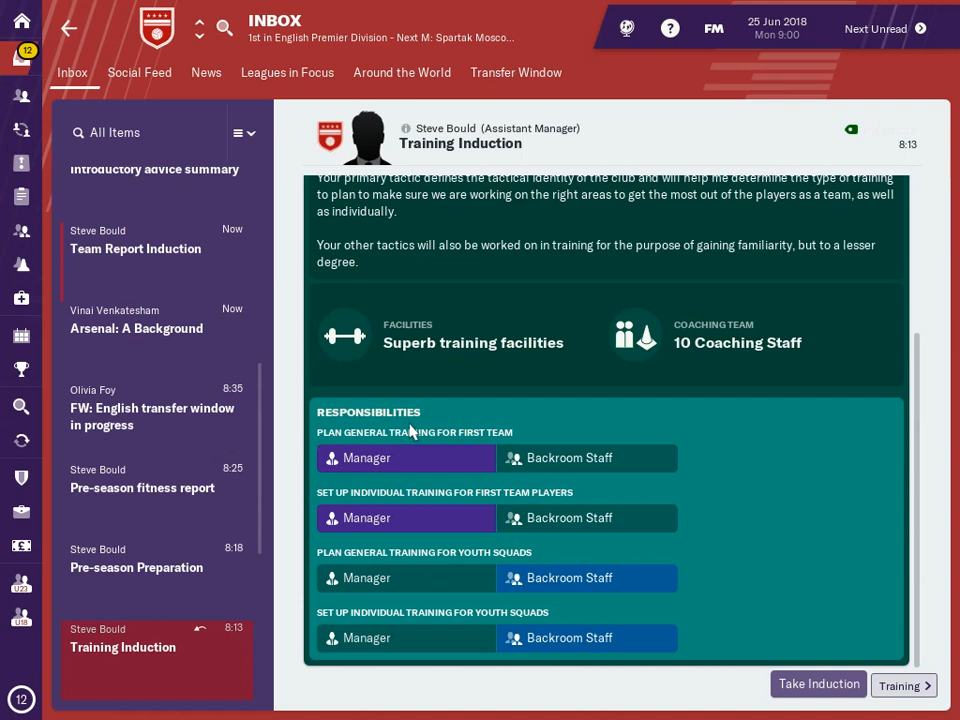 INBOX
1st in English Premier Division - Next M: Spartak Mosco...
FM
25 Jun 2018
Mon 9:00
Next Unread
12
Inbox Social Feed News Leagues in Focus Around the World Transfer Window
All Items
Introductory advice summary
Steve Bould Now
Team Report Induction
Vinai Venkatesham Now
Arsenal: A Background
Olivia Foy 8:35
FW: English transfer window
in progress
Steve Bould 8:25
Pre-season fitness report
Steve Bould 8:18
Pre-season Preparation
Steve Bould 8:13
Training Induction
U23
U18
12
Steve Bould (Assistant Manager)
Training Induction
8:13
Your primary tactic defines the tactical identity of the club and will help me determine the type of training
to plan to make sure we are working on the right areas to get the most out of the players as a team, as well
as individually.
Your other tactics will also be worked on in training for the purpose of gaining familiarity, but to a lesser
degree.
FACILITIES
Superb training facilities
COACHING TEAM
10 Coaching Staff
RESPONSIBILITIES
PLAN GENERAL TRAINING FOR FIRST TEAM
Manager Backroom Staff
SET UP INDIVIDUAL TRAINING FOR FIRST TEAM PLAYERS
Manager Backroom Staff
PLAN GENERAL TRAINING FOR YOUTH SQUADS
Manager Backroom Staff
SET UP INDIVIDUAL TRAINING FOR YOUTH SQUADS
Manager Backroom Staff
Take Induction Training